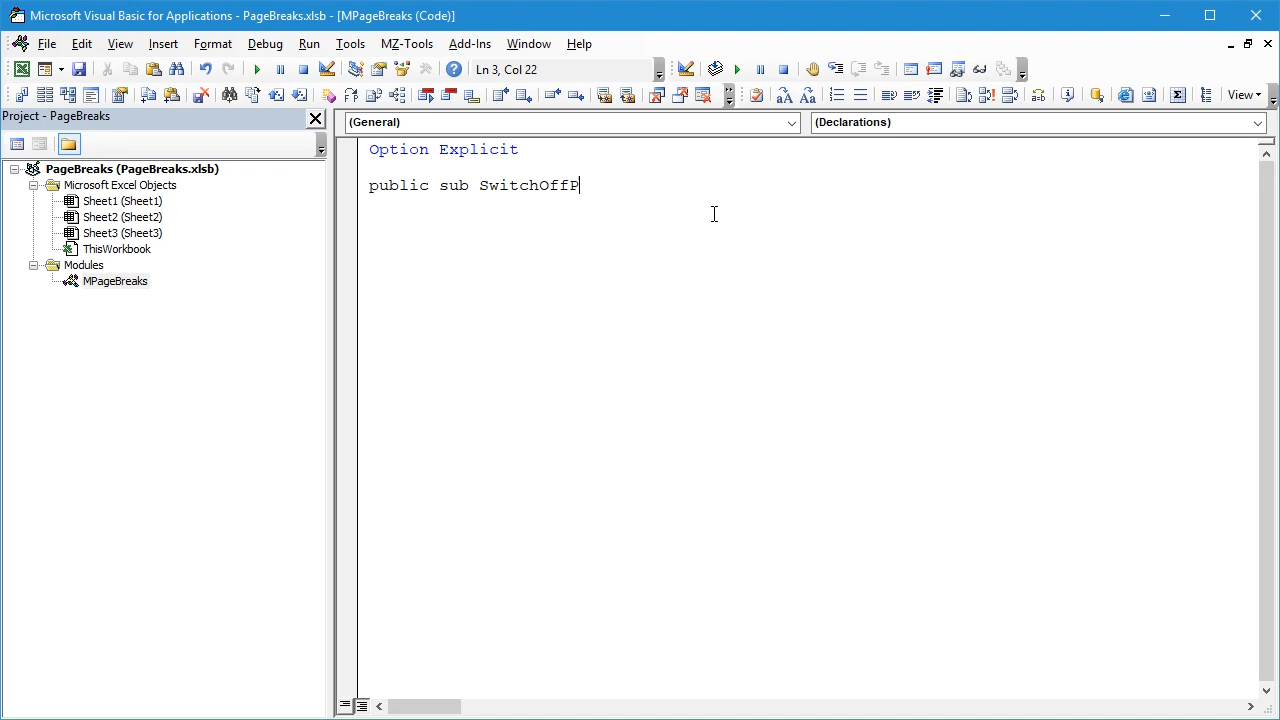 Microsoft Visual Basic for Applications - PageBreaks.xlsb - [MPageBreaks (Code)]
File Edit View Insert Format Debug Run Tools MZ-Tools Add-Ins Window Help
Ln 3, Col 22
View
Project - PageBreaks
(General) (Declarations)
PageBreaks (PageBreaks.xlsb)
Microsoft Excel Objects
Sheet1 (Sheet1)
Sheet2 (Sheet2)
Sheet3 (Sheet3)
ThisWorkbook
Modules
MPageBreaks
Option Explicit
public sub SwitchOffP